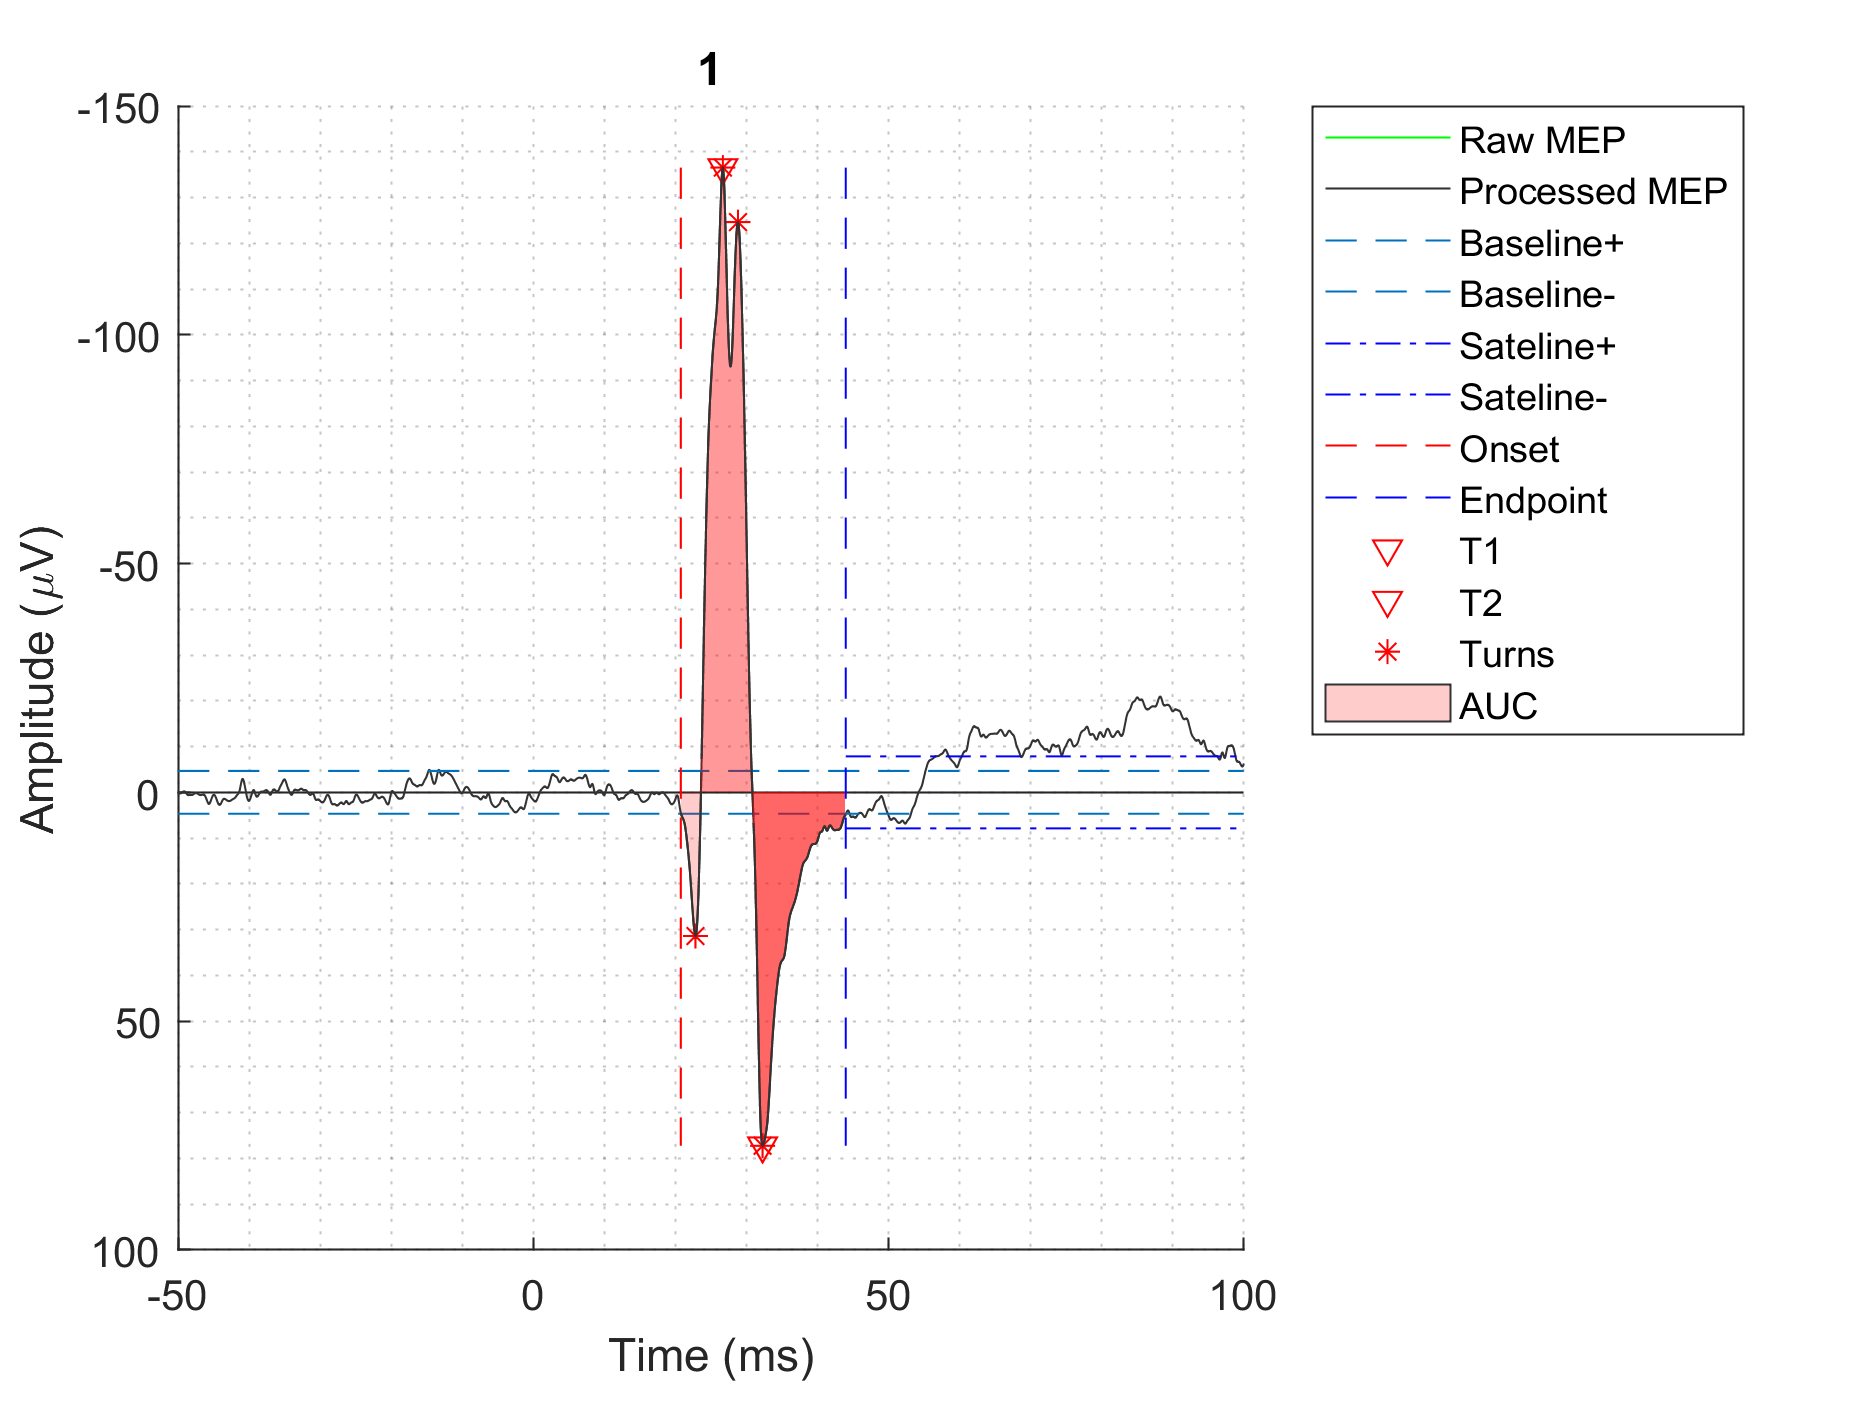 1
-150
-100
-50
0
50
100
Amplitude (μV)
-50
0
50
100
Time (ms)
Raw MEP
Processed MEP
Baseline+
Baseline-
Sateline+
Sateline-
Onset
Endpoint
T1
T2
Turns
AUC